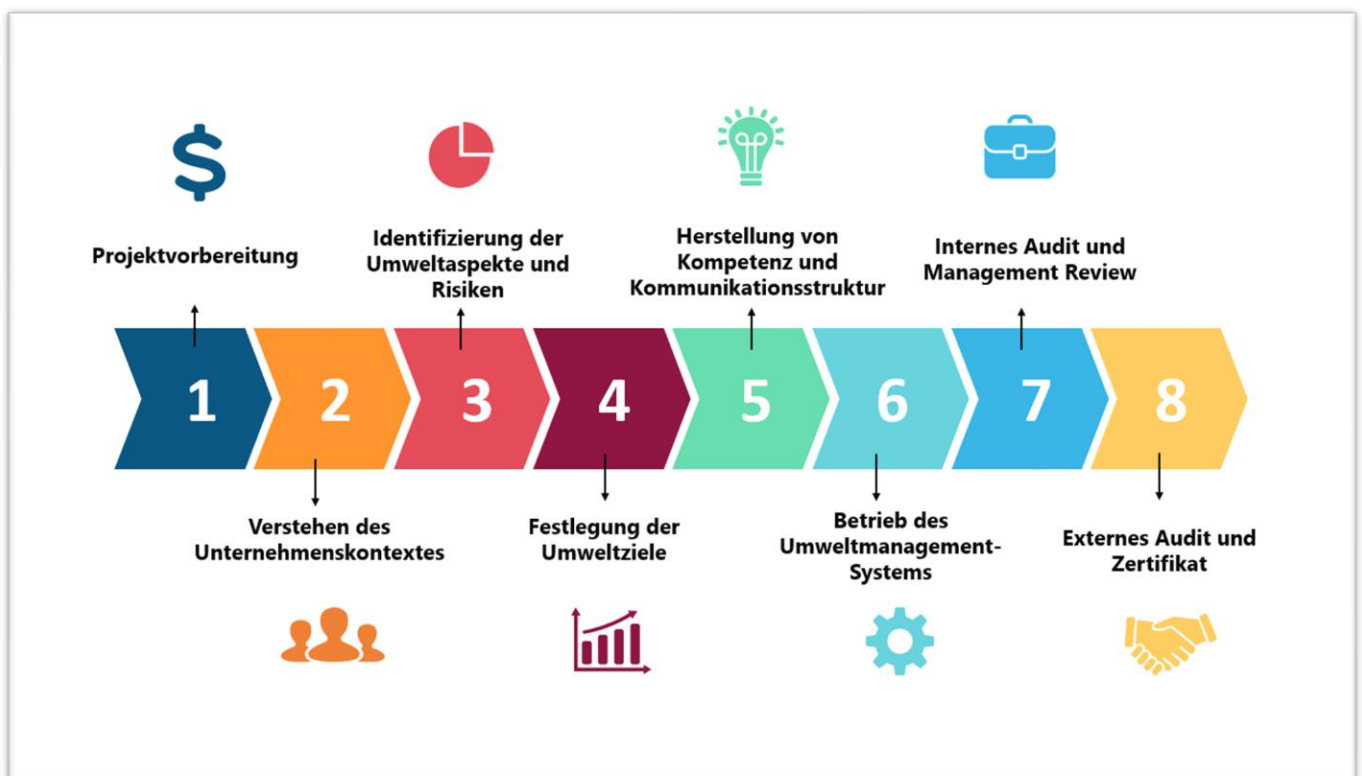 Projektvorbereitung
Identifizierung der
Umweltaspekte und
Risiken
Herstellung von
Kompetenz und
Kommunikationsstruktur
Internes Audit und
Management Review
1
2
3
4
5
6
7
8
Verstehen des
Unternehmenskontextes
Festlegung der
Umweltziele
Betrieb des
Umweltmanagement-
Systems
Externes Audit und
Zertifikat